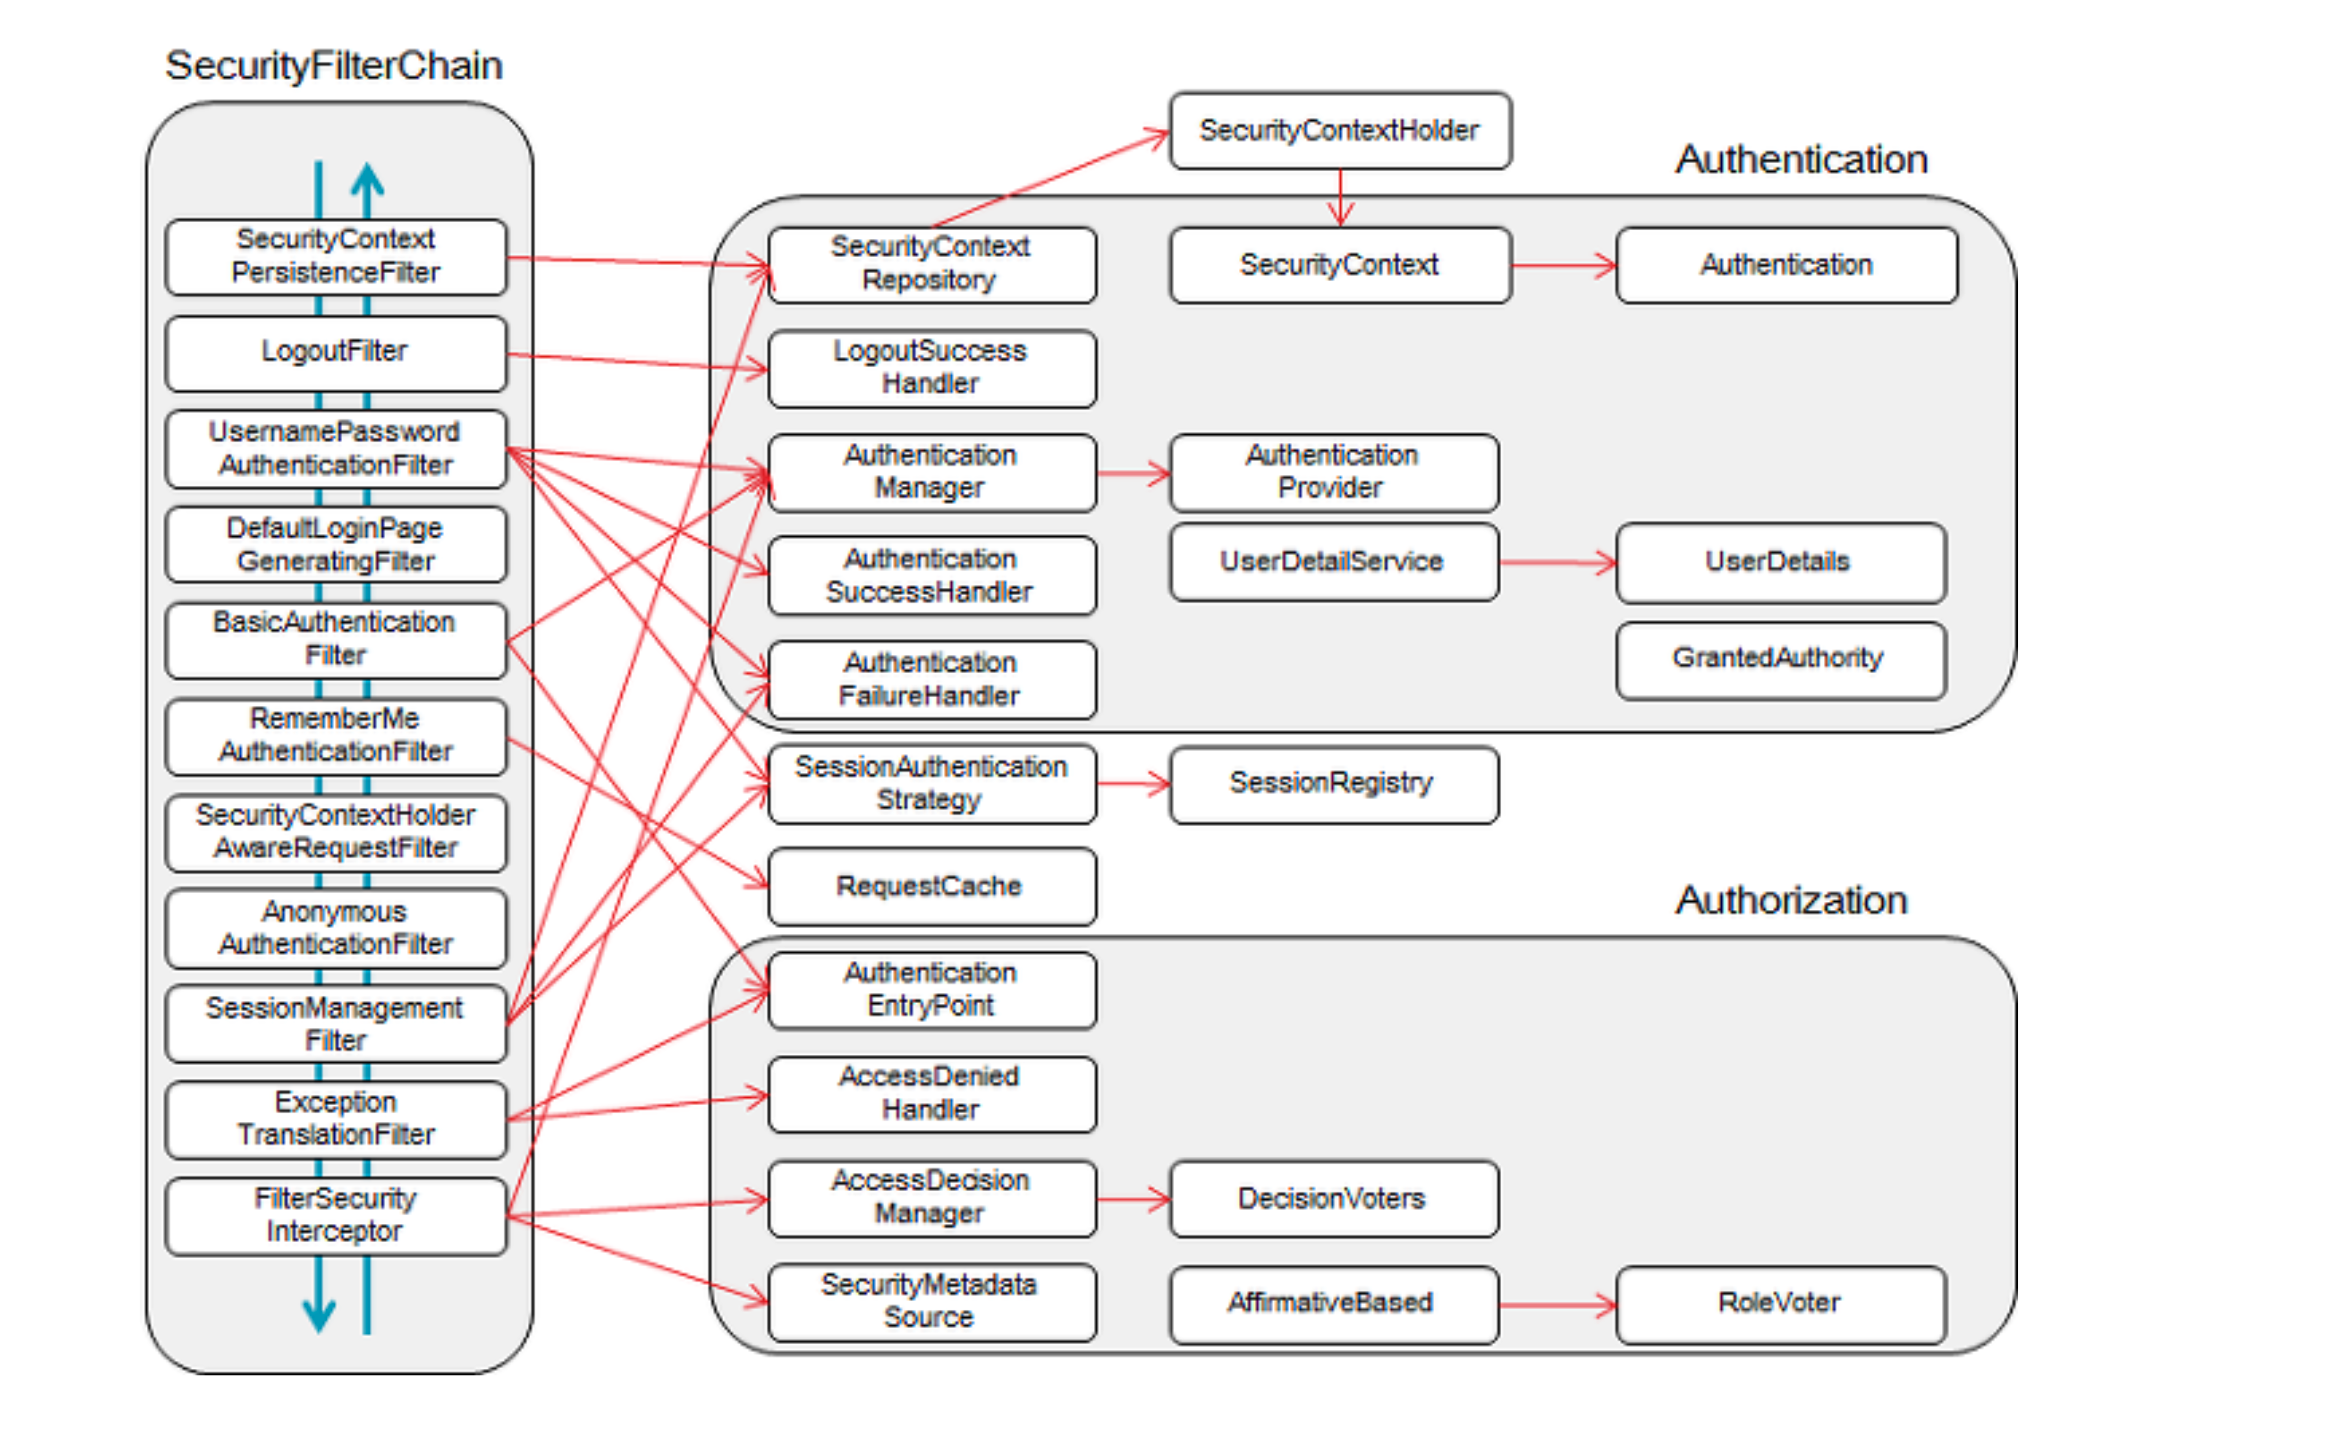 SecurityFilterChain
SecurityContext
PersistenceFilter
LogoutFilter
UsernamePassword
AuthenticationFilter
DefaultLoginPage
GeneratingFilter
BasicAuthentication
Filter
RememberMe
AuthenticationFilter
SecurityContextHolder
AwareRequestFilter
Anonymous
AuthenticationFilter
SessionManagement
Filter
Exception
TranslationFilter
FilterSecurity
Interceptor
SecurityContextHolder
Authentication
SecurityContext
Repository
SecurityContext
Authentication
LogoutSuccess
Handler
Authentication
Manager
Authentication
Provider
Authentication
SuccessHandler
UserDetailService
UserDetails
Authentication
FailureHandler
GrantedAuthority
SessionAuthentication
Strategy
SessionRegistry
RequestCache
Authorization
Authentication
EntryPoint
AccessDenied
Handler
AccessDecision
Manager
DecisionVoters
SecurityMetadata
Source
AffirmativeBased
RoleVoter